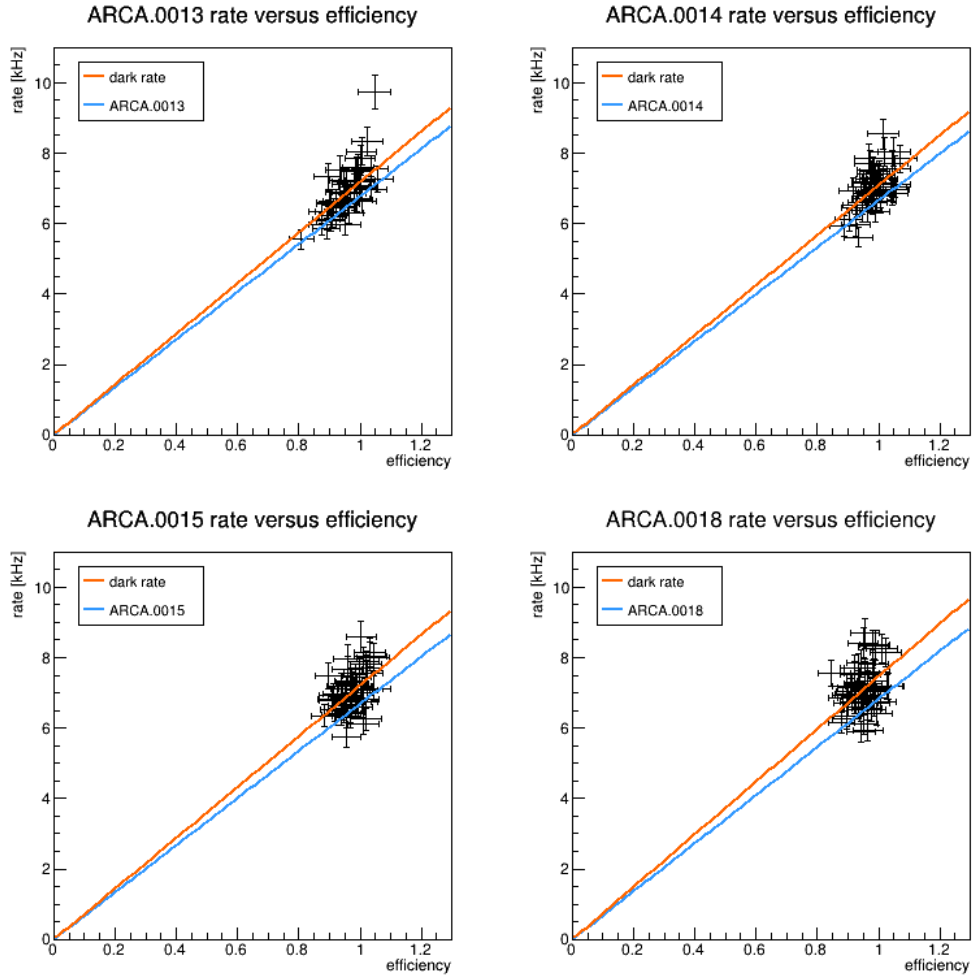 ARCA.0013 rate versus efficiency
rate [kHz]
dark rate
ARCA.0013
10
8
6
4
2
0
0 0.2 0.4 0.6 0.8 1 1.2
efficiency
ARCA.0014 rate versus efficiency
rate [kHz]
dark rate
ARCA.0014
10
8
6
4
2
0
0 0.2 0.4 0.6 0.8 1 1.2
efficiency
ARCA.0015 rate versus efficiency
rate [kHz]
dark rate
ARCA.0015
10
8
6
4
2
0
0 0.2 0.4 0.6 0.8 1 1.2
efficiency
ARCA.0018 rate versus efficiency
rate [kHz]
dark rate
ARCA.0018
10
8
6
4
2
0
0 0.2 0.4 0.6 0.8 1 1.2
efficiency